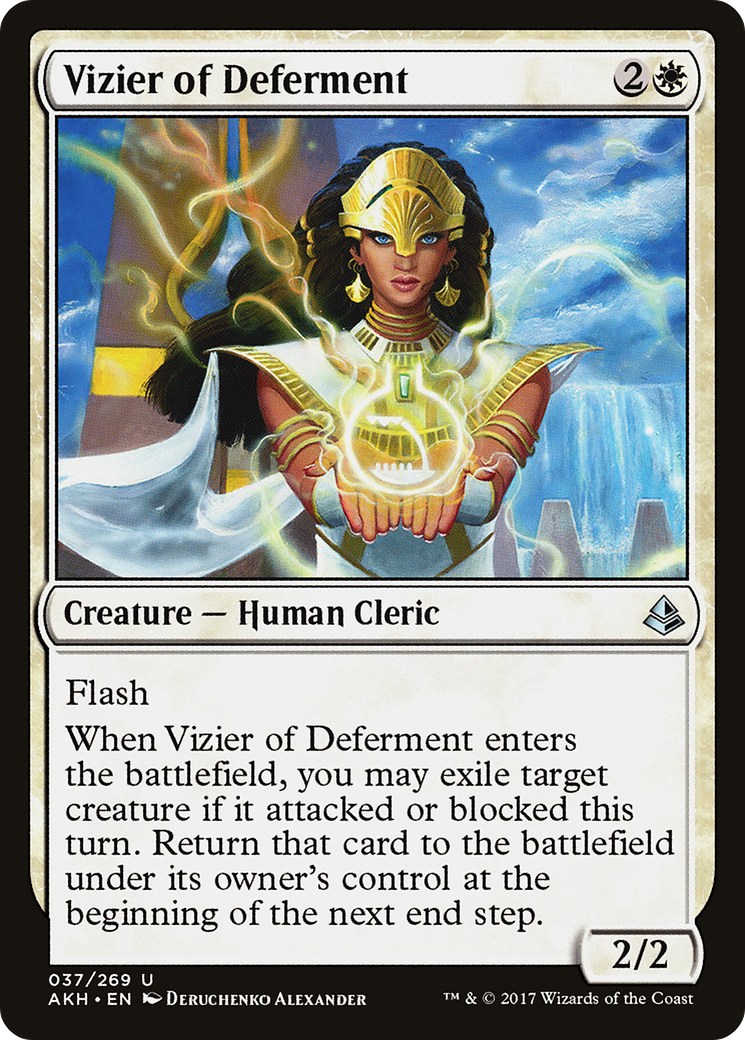 Vizier of Deferment 2
Creature — Human Cleric
Flash
When Vizier of Deferment enters
the battlefield, you may exile target
creature if it attacked or blocked this
turn. Return that card to the battlefield
under its owner's control at the
beginning of the next end step.
2/2
037/269 U
AKH • EN Deruchenko Alexander ™ & © 2017 Wizards of the Coast